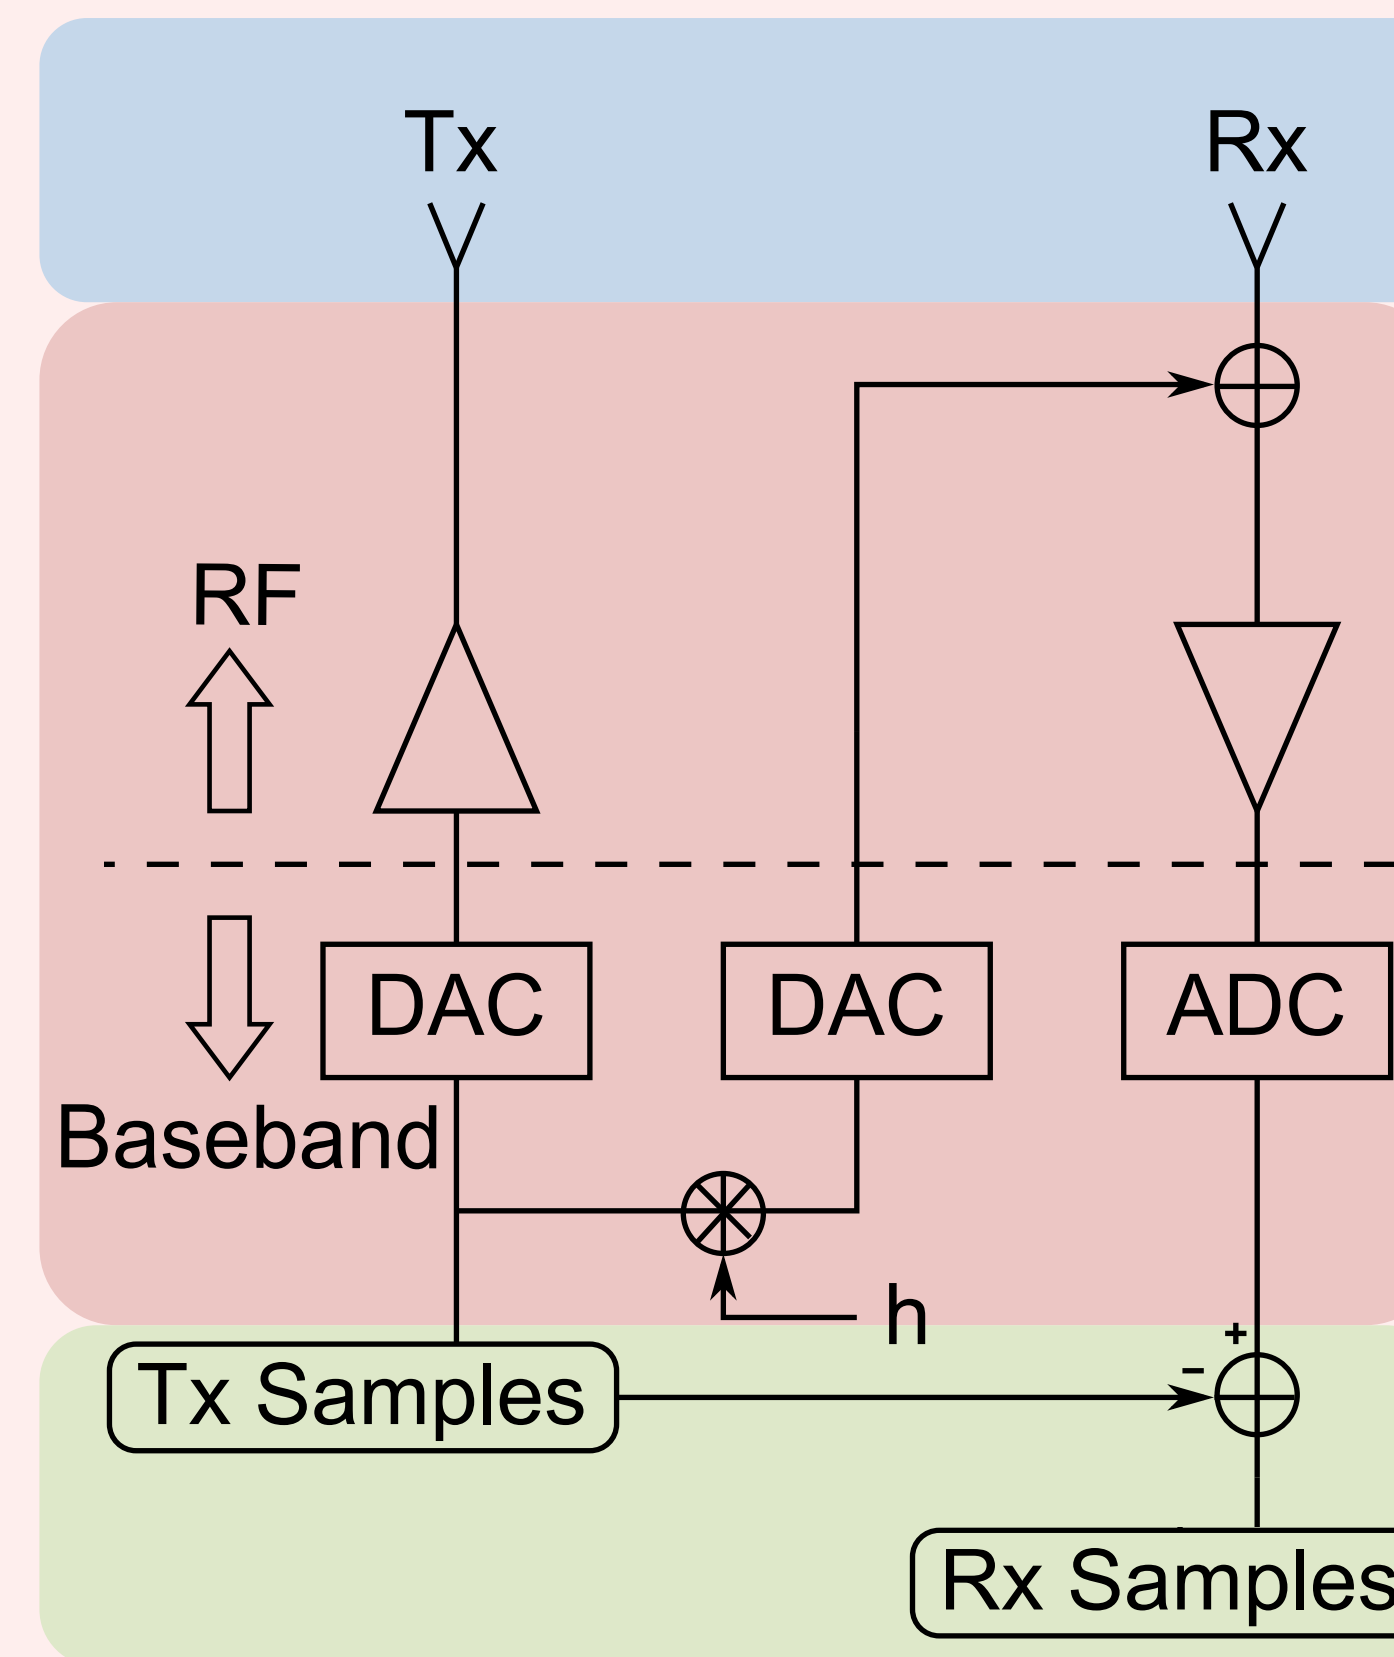 Tx
Rx
RF
DAC
DAC
ADC
Baseband
h
+
-
Tx Samples
Rx Samples